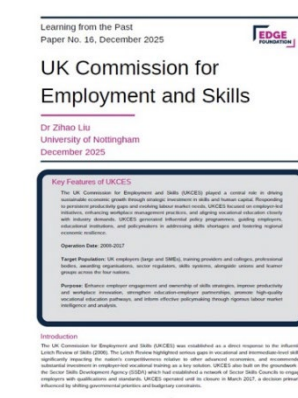 Learning from the Past
Paper No. 16, December 2025
EDGE
FOUNDATION
UK Commission for
Employment and Skills
Dr Zihao Liu
University of Nottingham
December 2025
Key Features of UKCES
The UK Commission for Employment and Skills (UKCES) played a central role in driving
sustainable economic growth through strategic investment in skills and human capital. Responding
to persistent productivity gaps and evolving labour market needs, UKCES focused on employer-led
initiatives, enhancing workplace management practices, and aligning vocational education closely
with industry demands. UKCES generated influential policy programmes, guiding employers,
educational institutions, and policymakers in addressing skills shortages and fostering regional
economic resilience.
Operation Date: 2008-2017
Target Population: UK employers (large and SMEs), training providers and colleges, professional
bodies, awarding organisations, sector regulators, skills systems, alongside unions and learner
groups across the four nations.
Purpose: Enhance employer engagement and ownership of skills strategies, improve productivity
and workplace innovation, strengthen education-employer partnerships, promote high-quality
vocational education pathways, and inform effective policymaking through rigorous labour market
intelligence and analysis.
Introduction
The UK Commission for Employment and Skills (UKCES) was established as a direct response to the influential
Leitch Review of Skills (2006). The Leitch Review highlighted serious gaps in vocational and intermediate-level skills
significantly impacting the nation's competitiveness relative to other advanced economies, and recommended
substantial investment in employer-led vocational training as a key solution. UKCES also built on the groundwork of
the Sector Skills Development Agency (SSDA) which had established a network of Sector Skills Councils to engage
employers with qualifications and standards. UKCES operated until its closure in March 2017, a decision primarily
influenced by shifting governmental priorities and budgetary constraints.